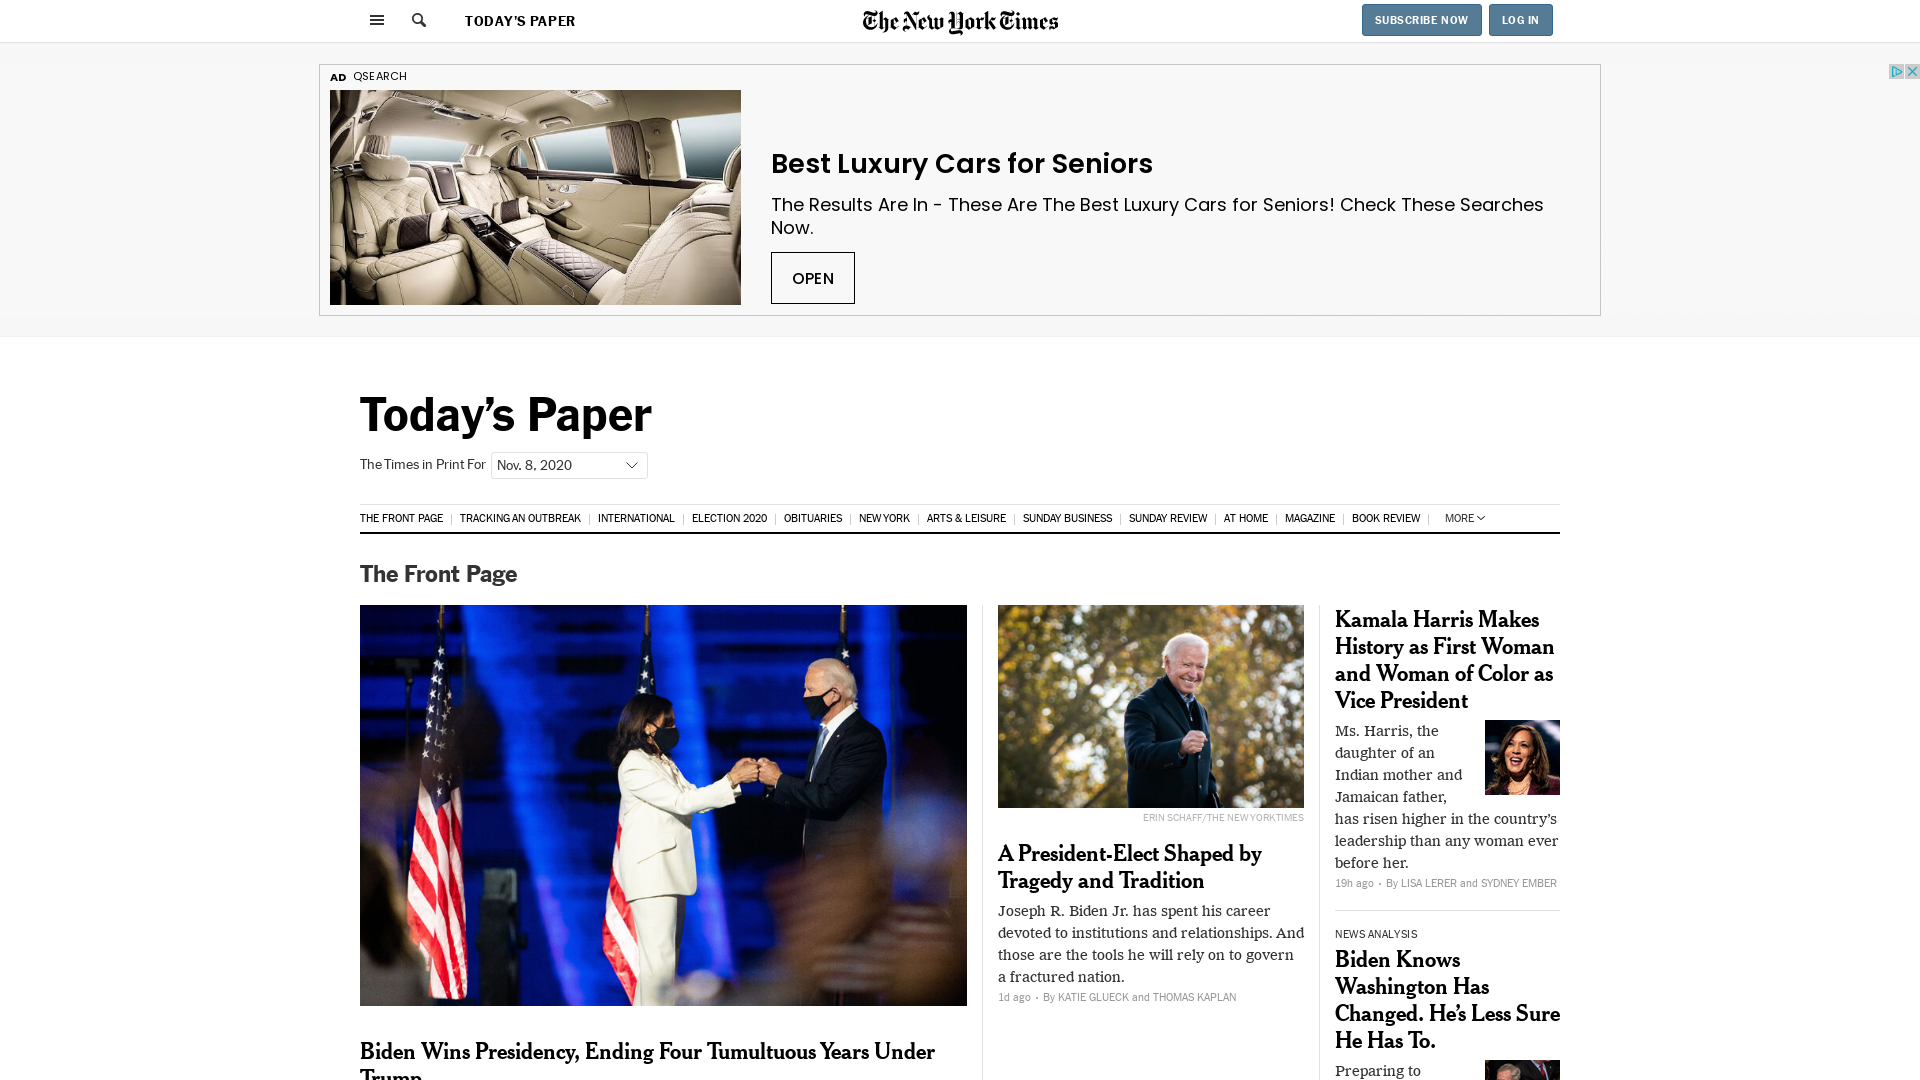 TODAY'S PAPER
The New York Times
SUBSCRIBE NOW
LOG IN
AD QSEARCH
Best Luxury Cars for Seniors
The Results Are In - These Are The Best Luxury Cars for Seniors! Check These Searches
Now.
OPEN
Today's Paper
The Times in Print For Nov. 8, 2020
THE FRONT PAGE | TRACKING AN OUTBREAK | INTERNATIONAL | ELECTION 2020 | OBITUARIES | NEW YORK | ARTS & LEISURE | SUNDAY BUSINESS | SUNDAY REVIEW | AT HOME | MAGAZINE | BOOK REVIEW | MORE
The Front Page
Biden Wins Presidency, Ending Four Tumultuous Years Under
Trump
ERIN SCHAFF/THE NEW YORK TIMES
A President-Elect Shaped by
Tragedy and Tradition
Joseph R. Biden Jr. has spent his career
devoted to institutions and relationships. And
those are the tools he will rely on to govern
a fractured nation.
1d ago • By KATIE GLUECK and THOMAS KAPLAN
Kamala Harris Makes
History as First Woman
and Woman of Color as
Vice President
Ms. Harris, the
daughter of an
Indian mother and
Jamaican father,
has risen higher in the country's
leadership than any woman ever
before her.
19h ago • By LISA LERER and SYDNEY EMBER
NEWS ANALYSIS
Biden Knows
Washington Has
Changed. He's Less Sure
He Has To.
Preparing to